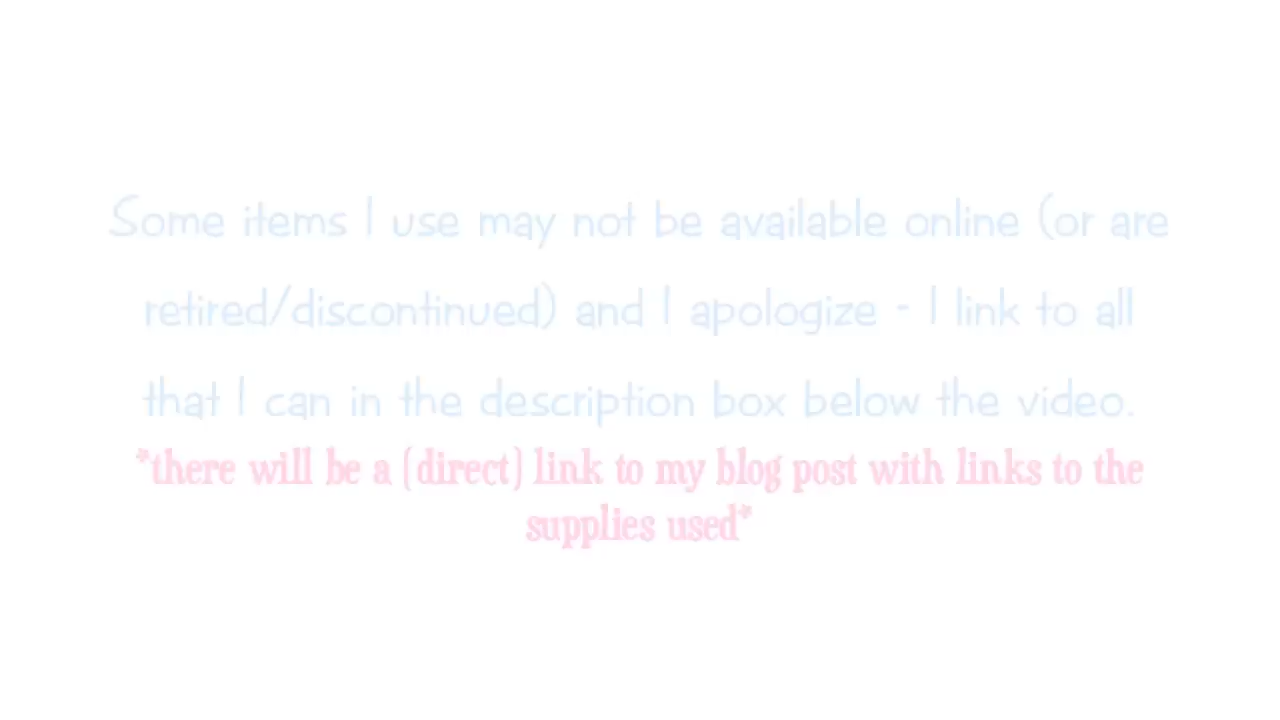 Some items I use may not be available online (or are
retired/discontinued) and I apologize - I link to all
that I can in the description box below the video.
*there will be a (direct) link to my blog post with links to the
supplies used*